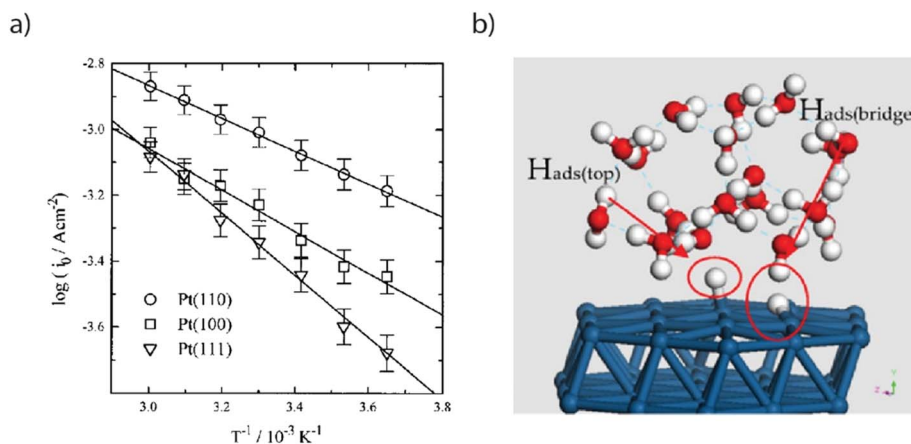 a)
b)
-2.8
-3.0
-3.2
-3.4
-3.6
log ( i₀ / Acm⁻²)
Pt(110)
Pt(100)
Pt(111)
3.0 3.2 3.4 3.6 3.8
T⁻¹ / 10⁻³ K⁻¹
Hads(bridge
Hads(top)
Y
Z